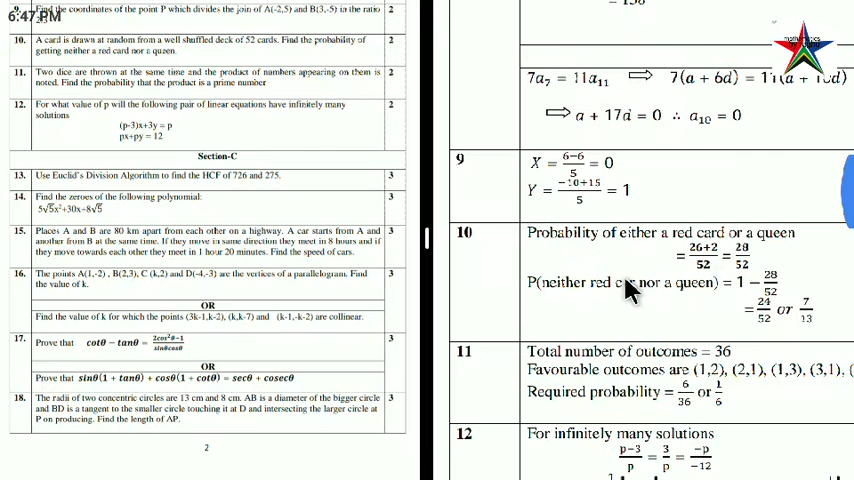 6:47 PM
9. Find the coordinates of the point P which divides the join of A(-2,5) and B(3,-5) in the ratio 2
2:3
10. A card is drawn at random from a well shuffled deck of 52 cards. Find the probability of 2
getting neither a red card nor a queen.
11. Two dice are thrown at the same time and the product of numbers appearing on them is 2
noted. Find the probability that the product is a prime number
12. For what value of p will the following pair of linear equations have infinitely many 2
solutions
(p-3)x+3y = p
px+py = 12
Section-C
13. Use Euclid's Division Algorithm to find the HCF of 726 and 275. 3
14. Find the zeroes of the following polynomial: 3
5√5x²+30x+8√5
15. Places A and B are 80 km apart from each other on a highway. A car starts from A and 3
another from B at the same time. If they move in same direction they meet in 8 hours and if
they move towards each other they meet in 1 hour 20 minutes. Find the speed of cars.
16. The points A(1,-2) , B(2,3), C (k,2) and D(-4,-3) are the vertices of a parallelogram. Find 3
the value of k.
OR
Find the value of k for which the points (3k-1,k-2), (k,k-7) and (k-1,-k-2) are collinear.
17. Prove that cotθ − tanθ = 2cos²θ−1/sinθcosθ 3
OR
Prove that sinθ(1 + tanθ) + cosθ(1 + cotθ) = secθ + cosecθ
18. The radii of two concentric circles are 13 cm and 8 cm. AB is a diameter of the bigger circle 3
and BD is a tangent to the smaller circle touching it at D and intersecting the larger circle at
P on producing. Find the length of AP.
2
= 158
mathematics
7a₇ = 11a₁₁ ⇒ 7(a + 6d) = 11(a + 10d)
⇒ a + 17d = 0 ∴ a₁₈ = 0
9 X = 6−6/5 = 0
Y = −10+15/5 = 1
10 Probability of either a red card or a queen
= 26+2/52 = 28/52
P(neither red car nor a queen) = 1 − 28/52
= 24/52 or 7/13
11 Total number of outcomes = 36
Favourable outcomes are (1,2), (2,1), (1,3), (3,1), (
Required probability = 6/36 or 1/6
12 For infinitely many solutions
p−3/p = 3/p = −p/−12